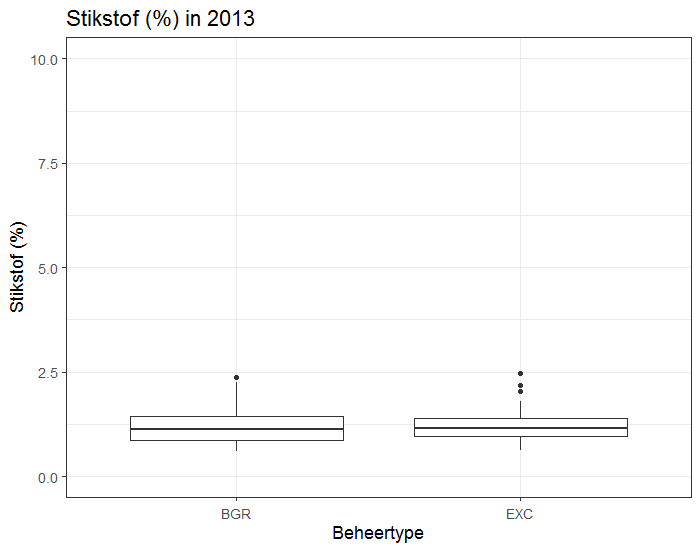 Stikstof (%) in 2013
Stikstof (%)
10.0
7.5
5.0
2.5
0.0
BGR
EXC
Beheertype